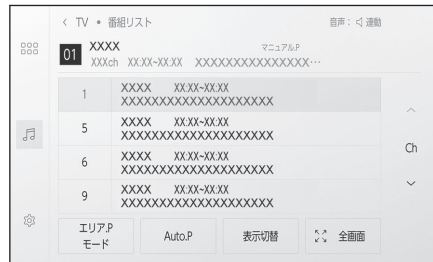 < TV • 番組リスト 音声：連動
01 XXXX マニュアル.P
XXXch XX:XX~XX:XX XXXXXXXXXXXXXXX…
1 XXXX XX:XX~XX:XX
XXXXXXXXXXXXXXXXXXXXX
5 XXXX XX:XX~XX:XX
XXXXXXXXXXXXXXXXXXXXX
6 XXXX XX:XX~XX:XX
XXXXXXXXXXXXXXXXXXXXX
Ch
9 XXXX XX:XX~XX:XX
XXXXXXXXXXXXXXXXXXXXX
エリア.P
モード
Auto.P
表示切替
全画面